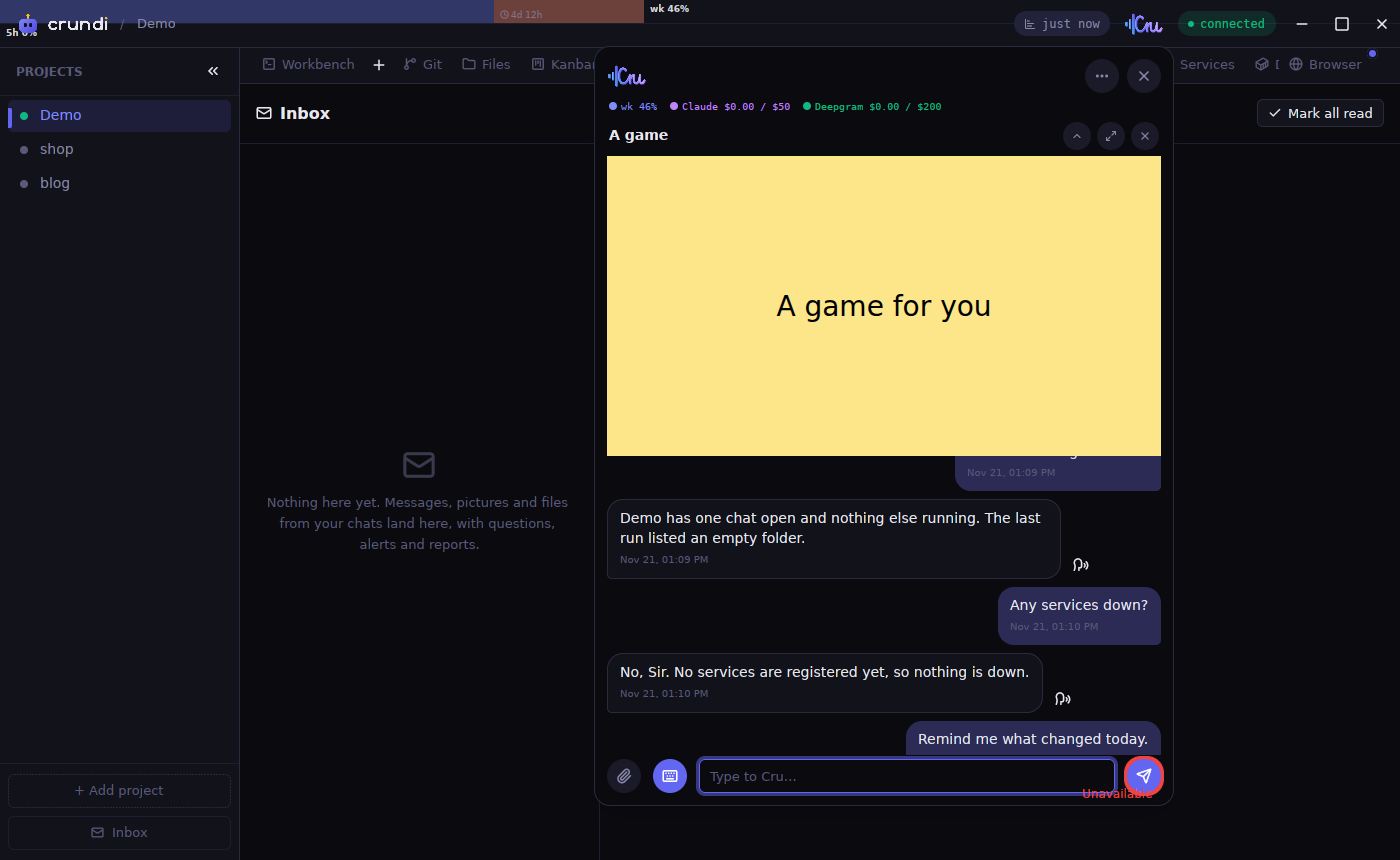 4d 12h
wk 46%
5h 6%
crundi / Demo
just now
Cru
connected
PROJECTS
Workbench
Git
Files
Services
Browser
Demo
shop
blog
Inbox
Mark all read
Nothing here yet. Messages, pictures and files
from your chats land here, with questions,
alerts and reports.
+ Add project
Inbox
Cru
wk 46% Claude $0.00 / $50 Deepgram $0.00 / $200
A game
A game for you
Nov 21, 01:09 PM
Demo has one chat open and nothing else running. The last
run listed an empty folder.
Nov 21, 01:09 PM
Any services down?
Nov 21, 01:10 PM
No, Sir. No services are registered yet, so nothing is down.
Nov 21, 01:10 PM
Remind me what changed today.
Type to Cru...
Unavailable